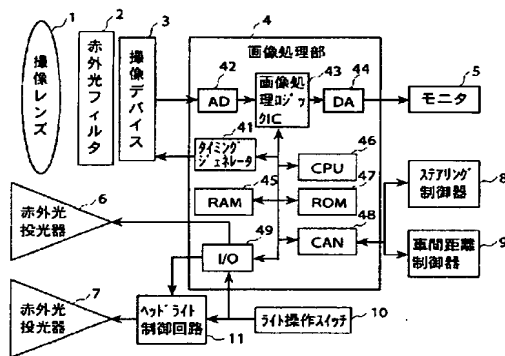 1
撮像レンズ
2
赤外光フィルタ
3
撮像デバイス
4
画像処理部
42
AD
43
画像処
理ロジッ
クIC
44
DA
5
モニタ
41
タイミング
ジェネレータ
46
CPU
45
RAM
47
ROM
48
CAN
49
I/O
6
赤外光
投光器
7
赤外光
投光器
8
ステアリング
制御器
9
車間距離
制御器
10
ライト操作スイッチ
11
ヘッドライト
制御回路